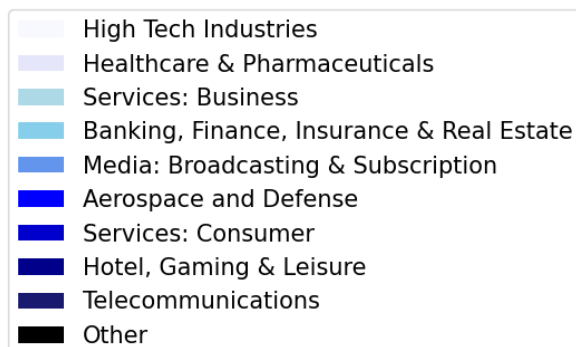 High Tech Industries
Healthcare & Pharmaceuticals
Services: Business
Banking, Finance, Insurance & Real Estate
Media: Broadcasting & Subscription
Aerospace and Defense
Services: Consumer
Hotel, Gaming & Leisure
Telecommunications
Other